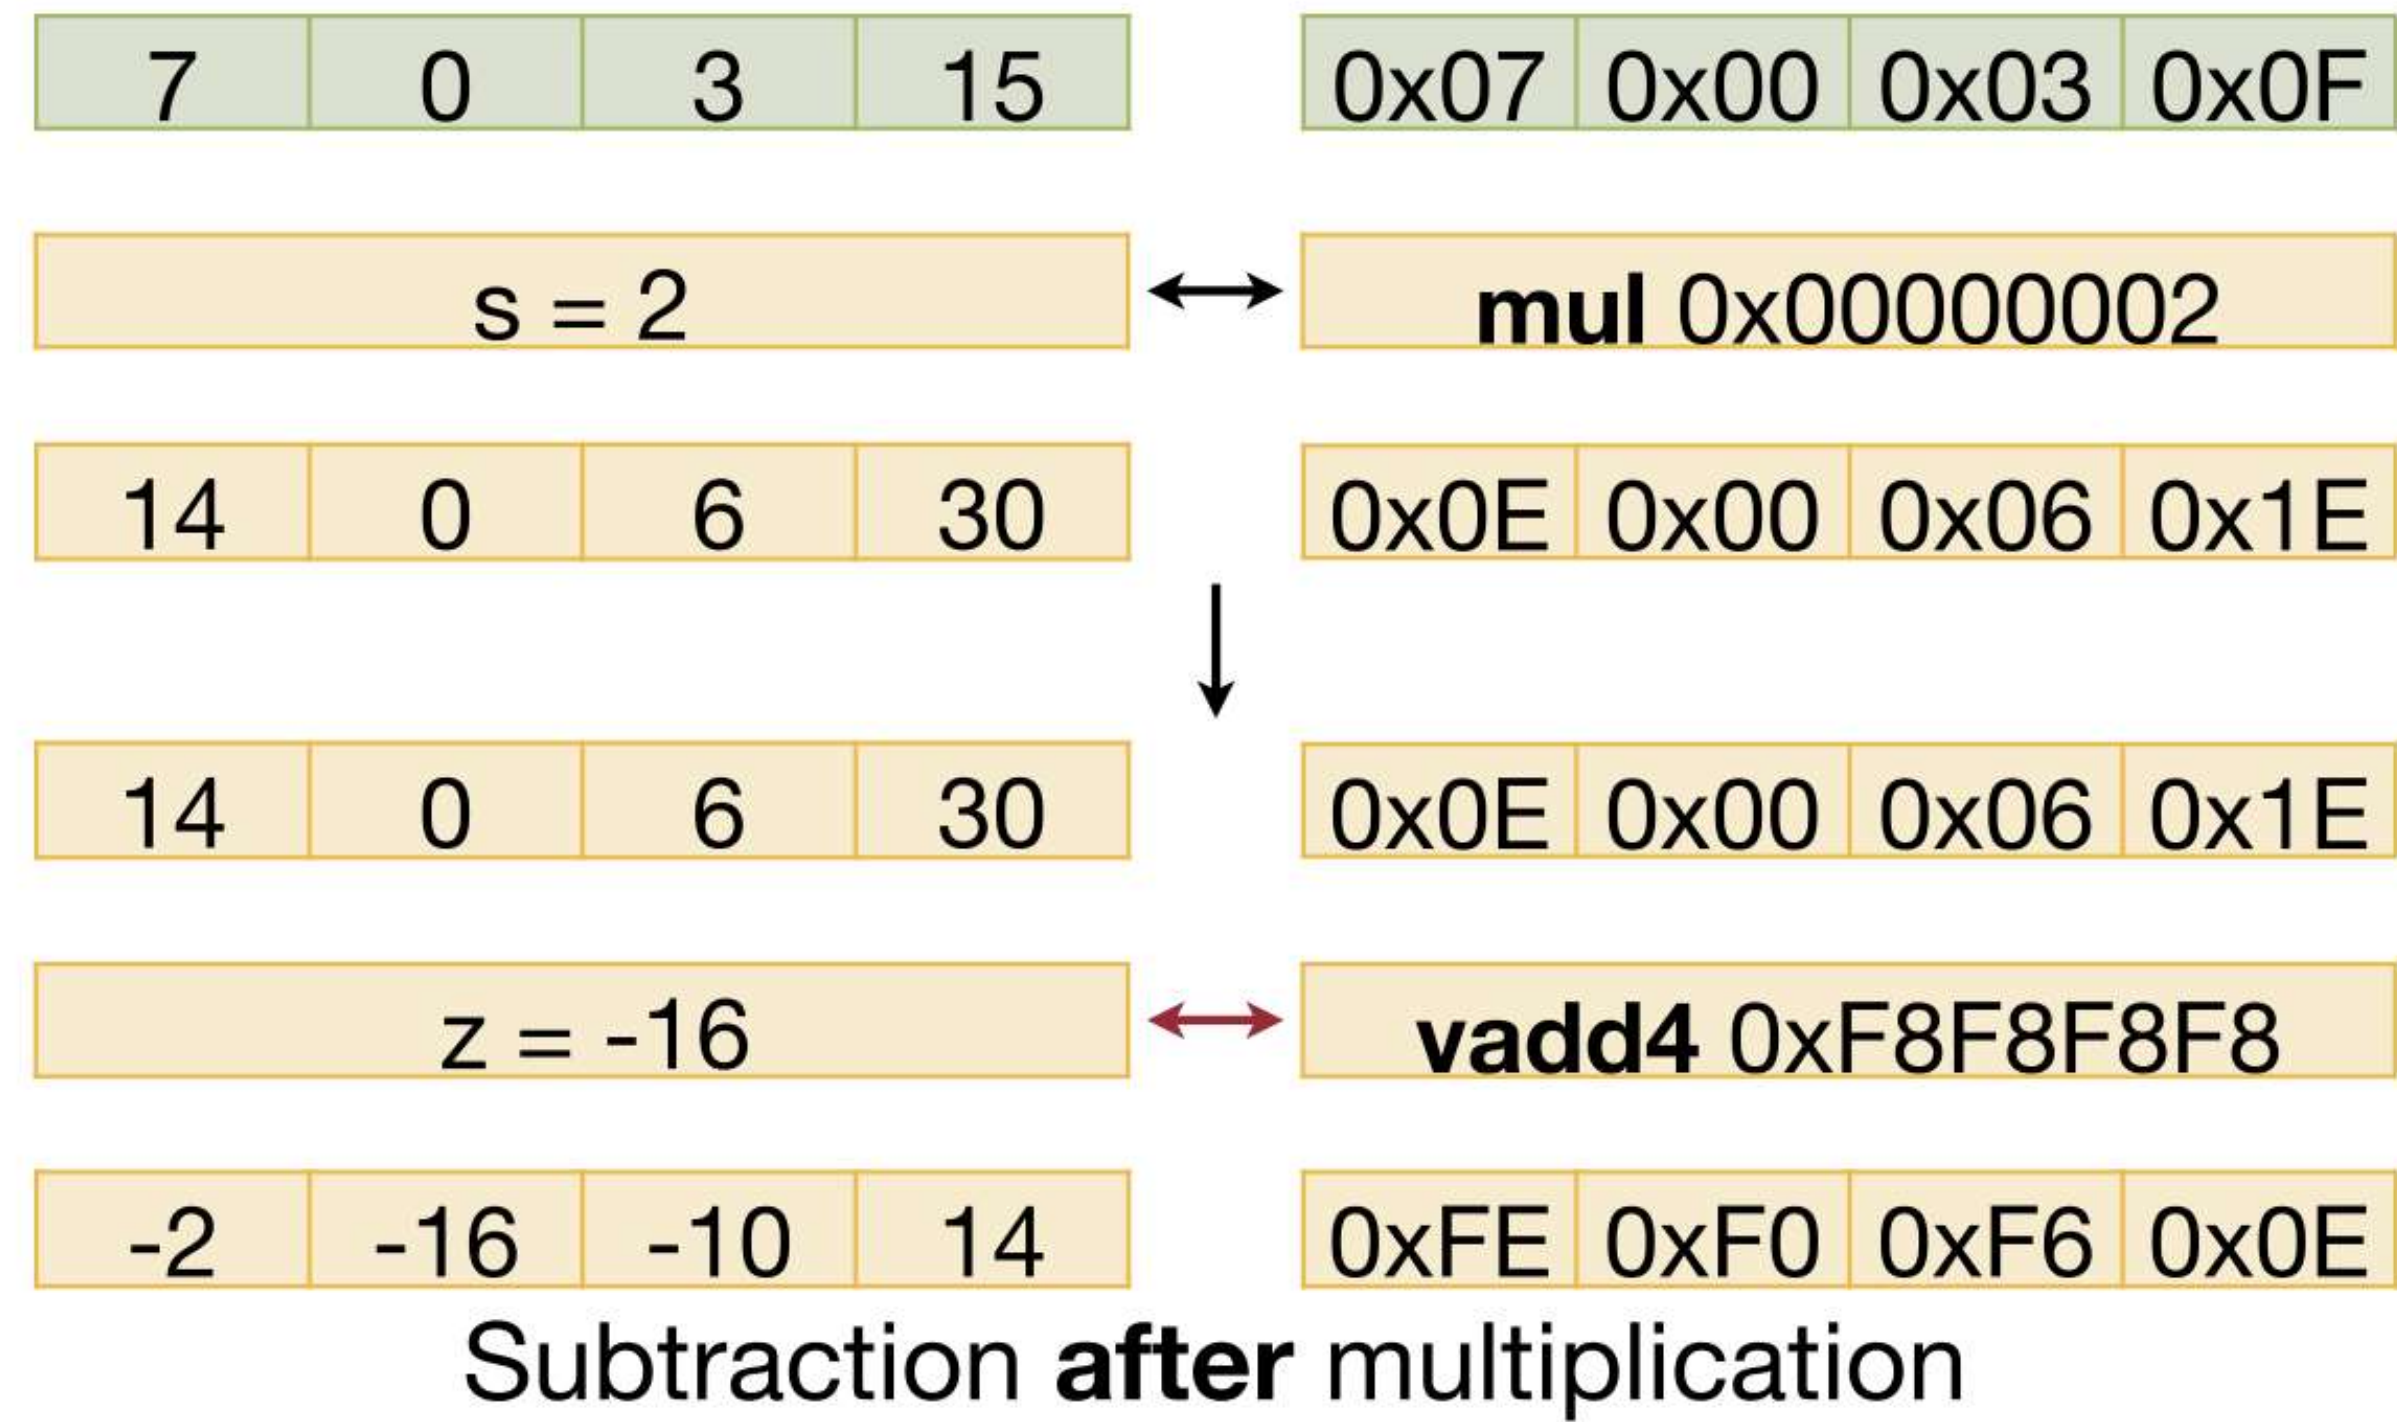 7 0 3 15 0x07 0x00 0x03 0x0F
s = 2 mul 0x00000002
14 0 6 30 0x0E 0x00 0x06 0x1E
14 0 6 30 0x0E 0x00 0x06 0x1E
z = -16 vadd4 0xF8F8F8F8
-2 -16 -10 14 0xFE 0xF0 0xF6 0x0E
Subtraction after multiplication